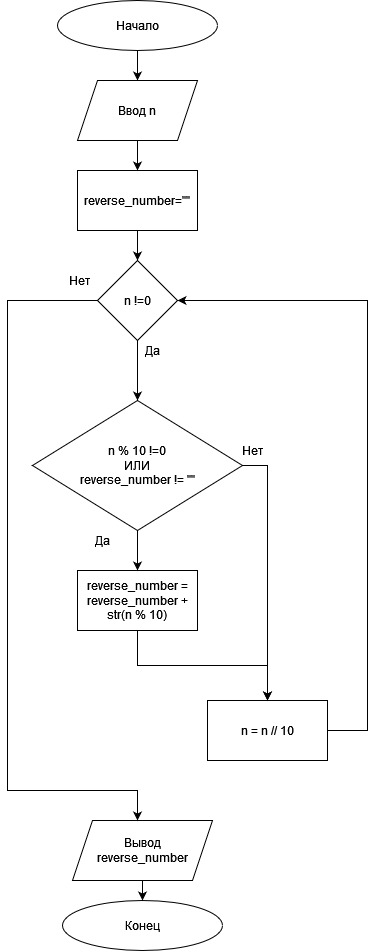 Начало
Ввод n
reverse_number=""
Нет
n !=0
Да
n % 10 !=0
ИЛИ
reverse_number != ""
Нет
Да
reverse_number =
reverse_number +
str(n % 10)
n = n // 10
Вывод
reverse_number
Конец